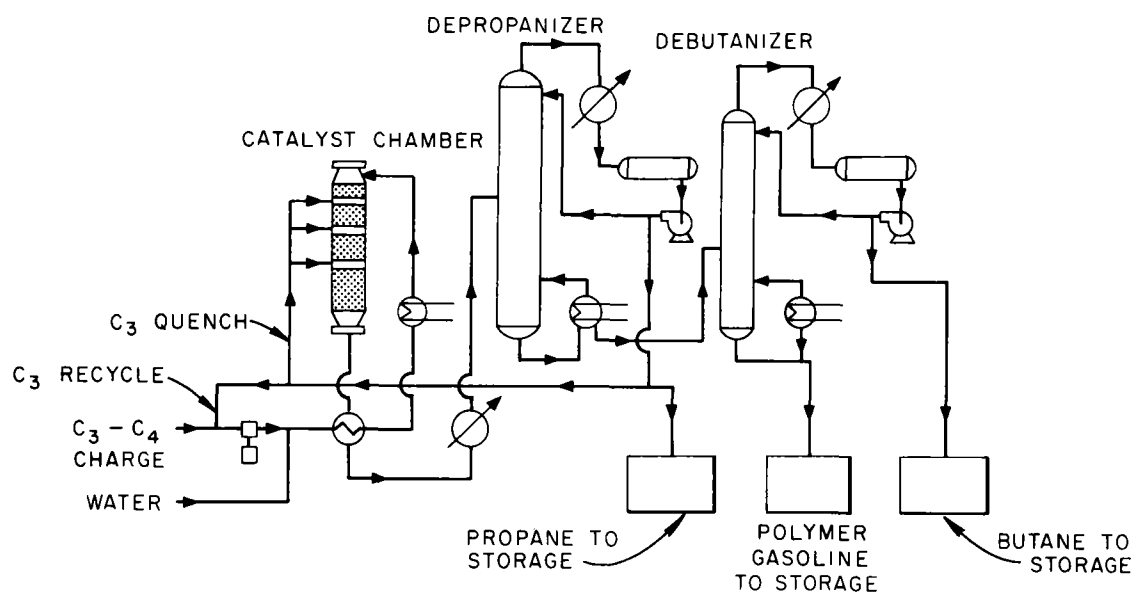 DEPROPANIZER
DEBUTANIZER
CATALYST CHAMBER
C₃ QUENCH
C₃ RECYCLE
C₃ – C₄
CHARGE
WATER
PROPANE TO
STORAGE
POLYMER
GASOLINE
TO STORAGE
BUTANE TO
STORAGE